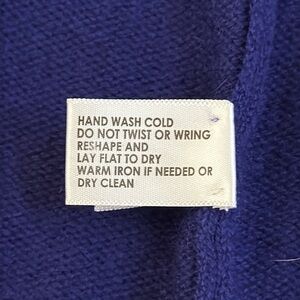 HAND WASH COLD
DO NOT TWIST OR WRING
RESHAPE AND
LAY FLAT TO DRY
WARM IRON IF NEEDED OR
DRY CLEAN